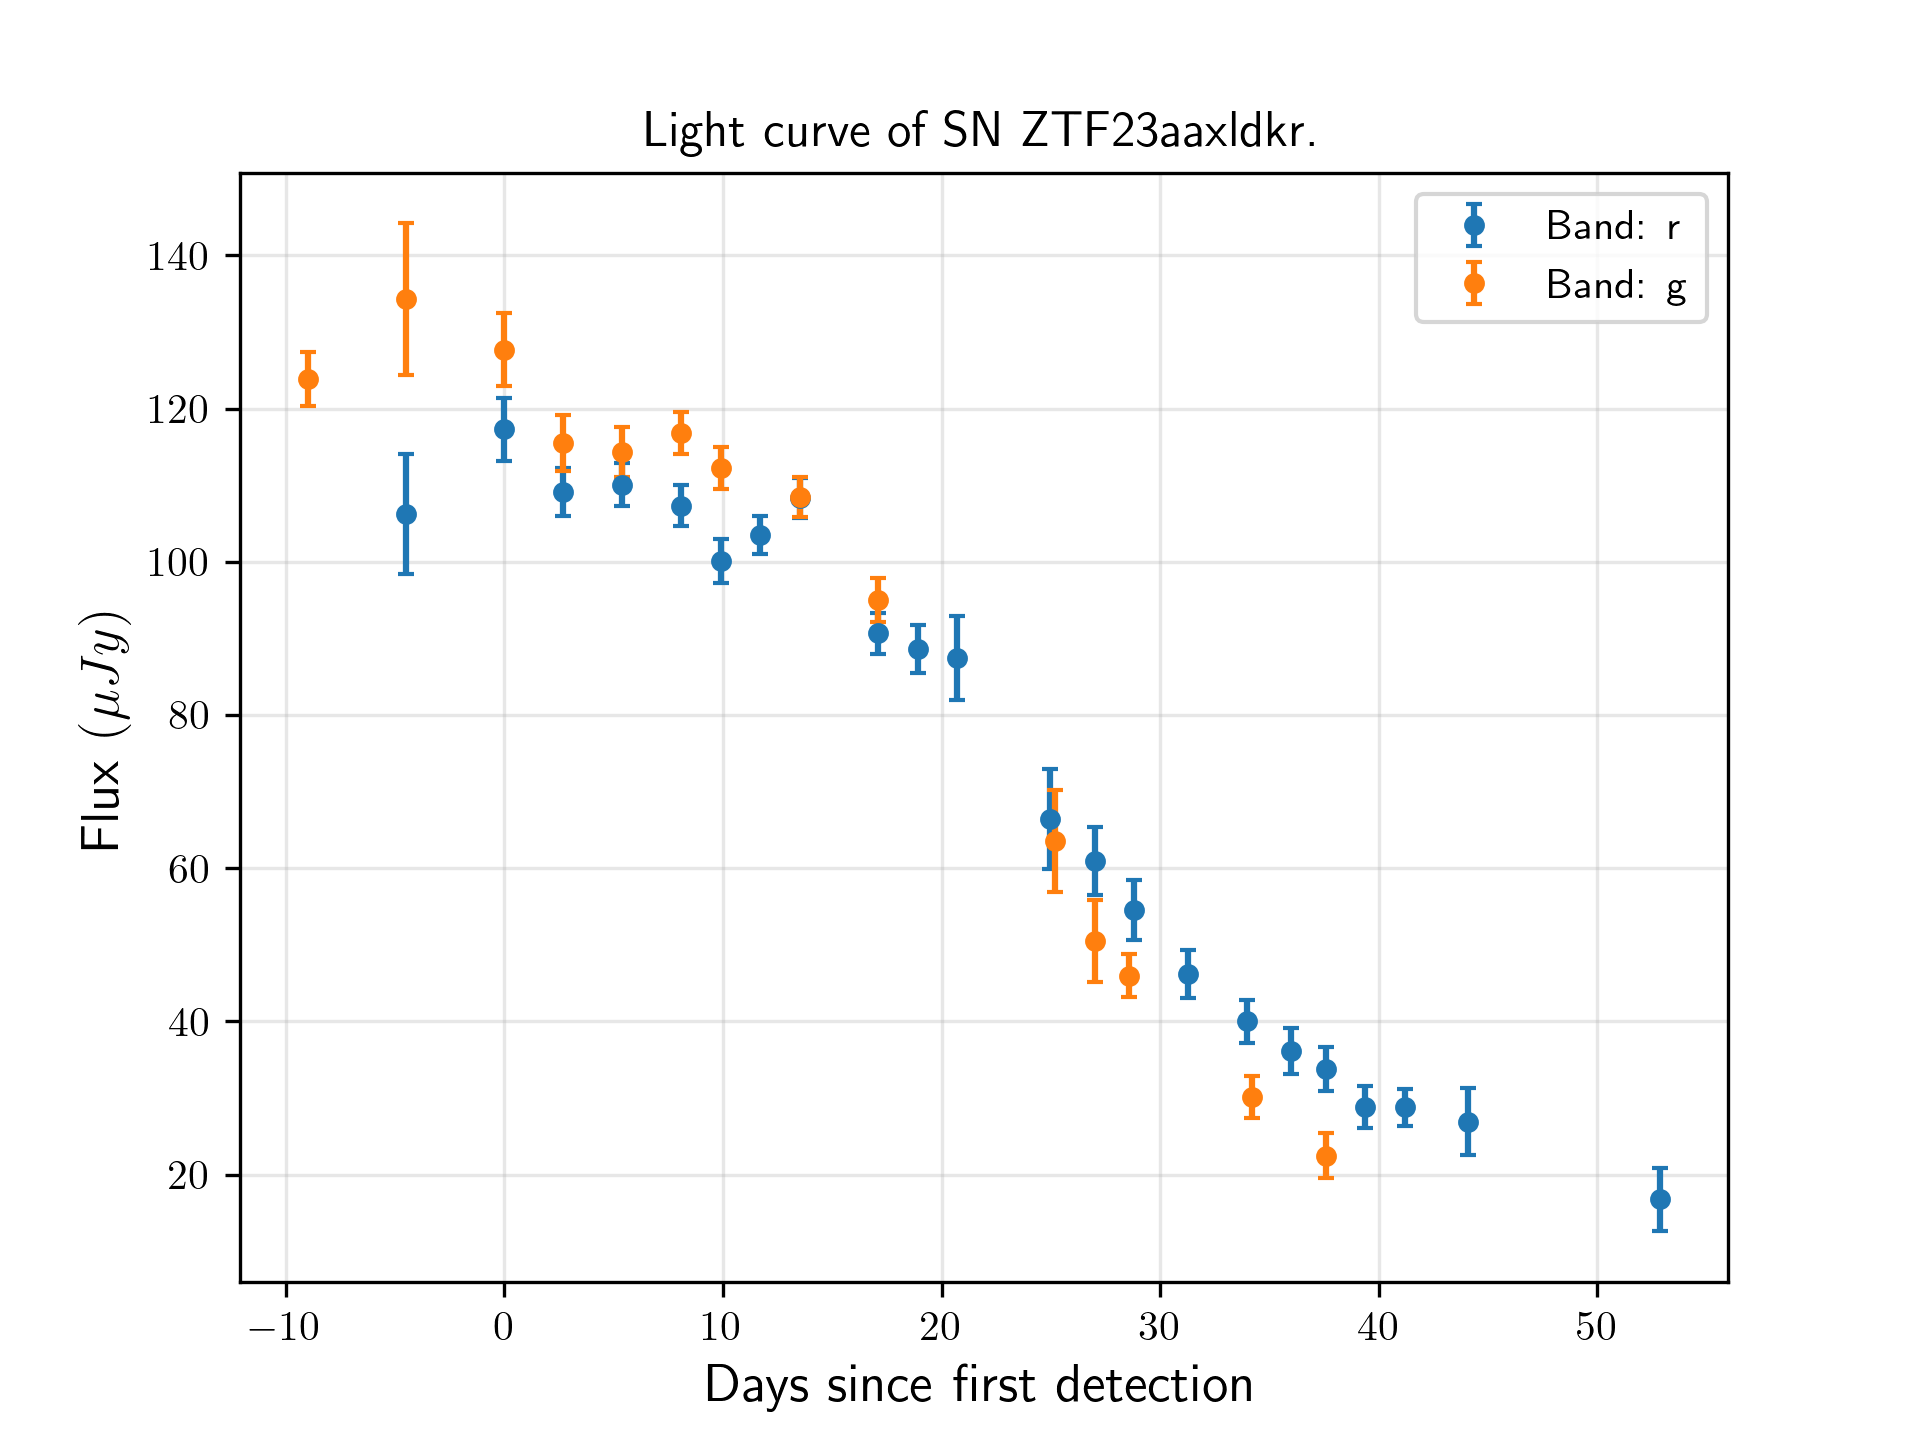 Light curve of SN ZTF23aaxldkr.
Band: r
Band: g
140
120
100
80
60
40
20
Flux (μJy)
−10 0 10 20 30 40 50
Days since first detection